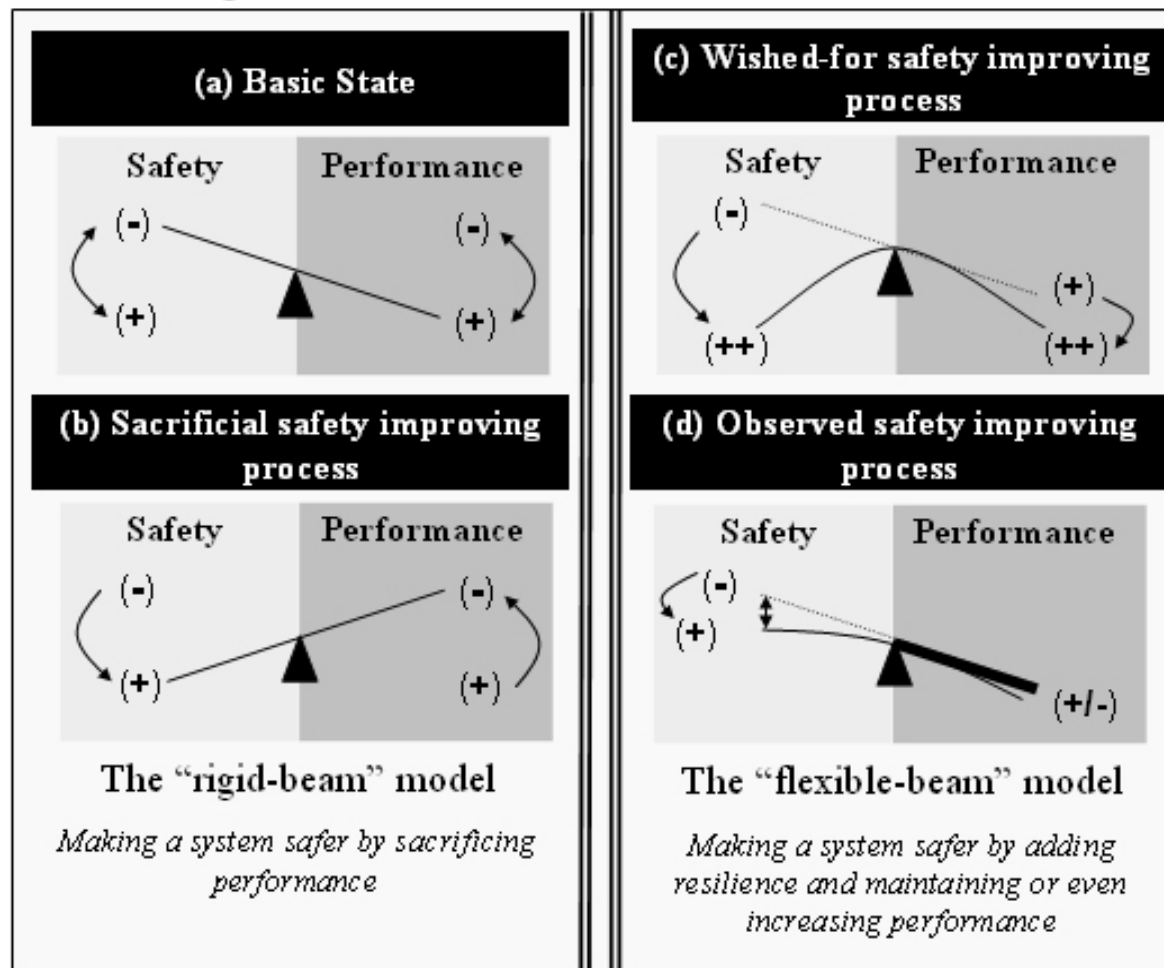 (a) Basic State
Safety Performance
(-) (-)
(+) (+)
(b) Sacrificial safety improving
process
Safety Performance
(-) (-)
(+) (+)
The “rigid-beam” model
Making a system safer by sacrificing
performance
(c) Wished-for safety improving
process
Safety Performance
(-)
(+)
(++) (++)
(d) Observed safety improving
process
Safety Performance
(-)
(+)
(+/-)
The “flexible-beam” model
Making a system safer by adding
resilience and maintaining or even
increasing performance